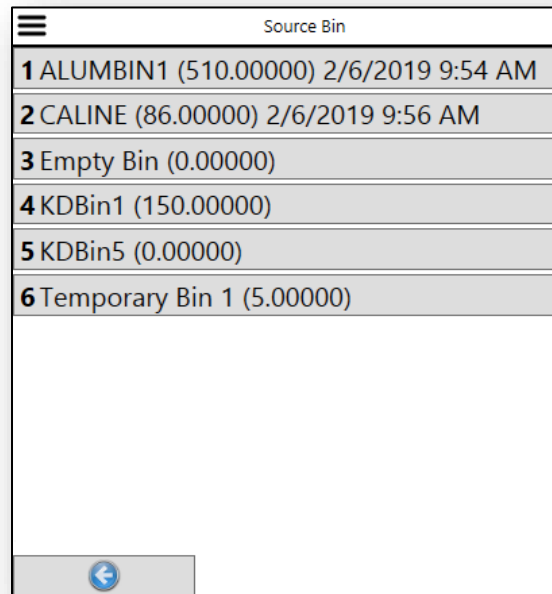 Source Bin
1 ALUMBIN1 (510.00000) 2/6/2019 9:54 AM
2 CALINE (86.00000) 2/6/2019 9:56 AM
3 Empty Bin (0.00000)
4 KDBin1 (150.00000)
5 KDBin5 (0.00000)
6 Temporary Bin 1 (5.00000)